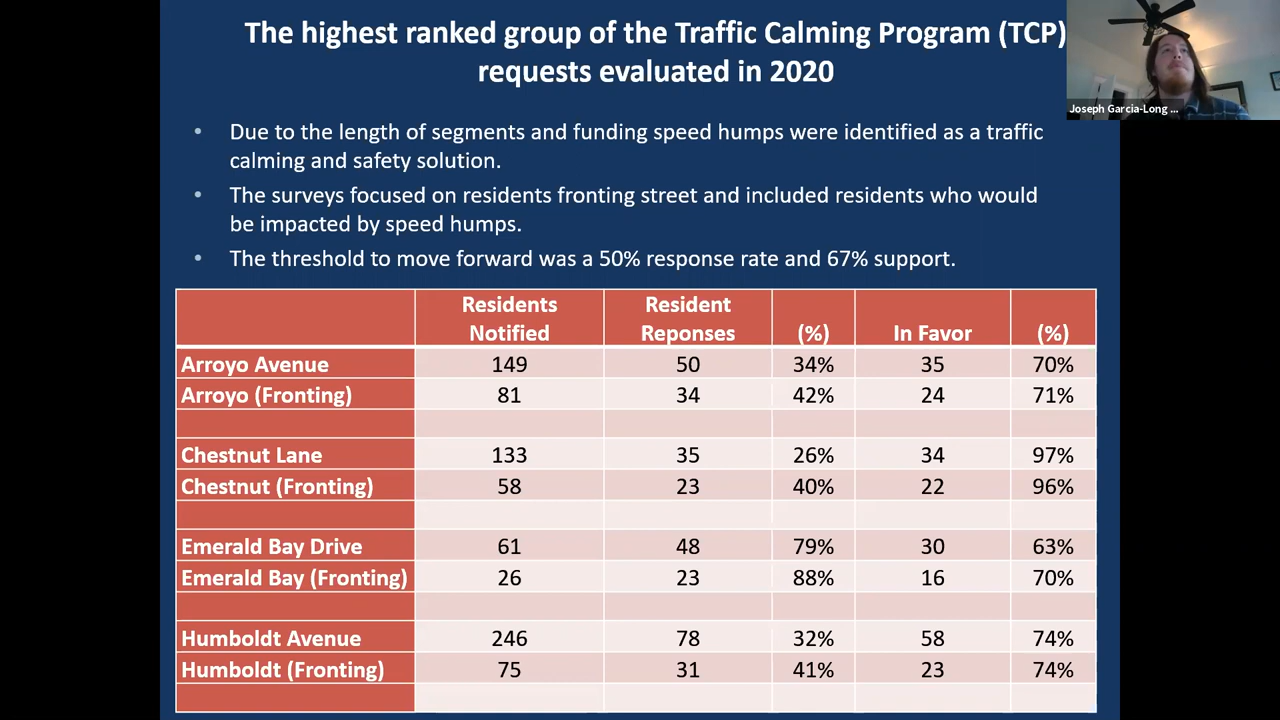 The highest ranked group of the Traffic Calming Program (TCP)
requests evaluated in 2020
Joseph Garcia-Long ...
• Due to the length of segments and funding speed humps were identified as a traffic
calming and safety solution.
• The surveys focused on residents fronting street and included residents who would
be impacted by speed humps.
• The threshold to move forward was a 50% response rate and 67% support.
Residents Notified Resident Reponses (%) In Favor (%)
Arroyo Avenue 149 50 34% 35 70%
Arroyo (Fronting) 81 34 42% 24 71%
Chestnut Lane 133 35 26% 34 97%
Chestnut (Fronting) 58 23 40% 22 96%
Emerald Bay Drive 61 48 79% 30 63%
Emerald Bay (Fronting) 26 23 88% 16 70%
Humboldt Avenue 246 78 32% 58 74%
Humboldt (Fronting) 75 31 41% 23 74%